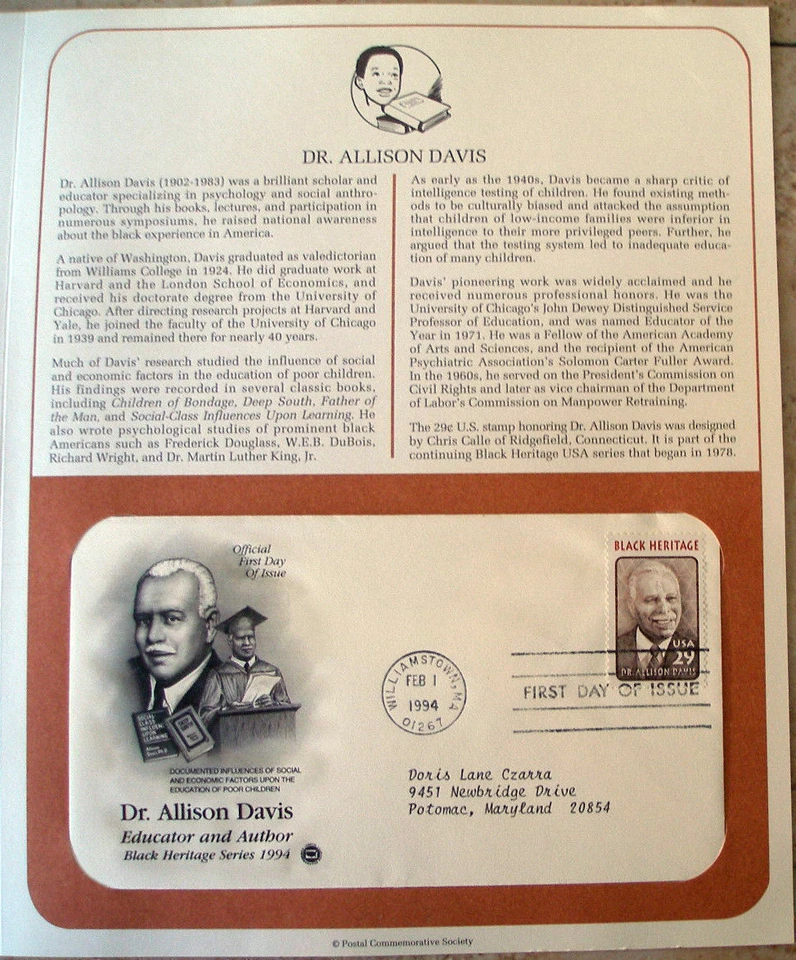 DR. ALLISON DAVIS
Dr. Allison Davis (1902-1983) was a brilliant scholar and
educator specializing in psychology and social anthro-
pology. Through his books, lectures, and participation in
numerous symposiums, he raised national awareness
about the black experience in America.
A native of Washington, Davis graduated as valedictorian
from Williams College in 1924. He did graduate work at
Harvard and the London School of Economics, and
received his doctorate degree from the University of
Chicago. After directing research projects at Harvard and
Yale, he joined the faculty of the University of Chicago
in 1939 and remained there for nearly 40 years.
Much of Davis' research studied the influence of social
and economic factors in the education of poor children.
His findings were recorded in several classic books,
including Children of Bondage, Deep South, Father of
the Man, and Social-Class Influences Upon Learning. He
also wrote psychological studies of prominent black
Americans such as Frederick Douglass, W.E.B. DuBois,
Richard Wright, and Dr. Martin Luther King, Jr.
As early as the 1940s, Davis became a sharp critic of
intelligence testing of children. He found existing meth-
ods to be culturally biased and attacked the assumption
that children of low-income families were inferior in
intelligence to their more privileged peers. Further, he
argued that the testing system led to inadequate educa-
tion of many children.
Davis' pioneering work was widely acclaimed and he
received numerous professional honors. He was the
University of Chicago's John Dewey Distinguished Service
Professor of Education, and was named Educator of the
Year in 1971. He was a Fellow of the American Academy
of Arts and Sciences, and the recipient of the American
Psychiatric Association's Solomon Carter Fuller Award.
In the 1960s, he served on the President's Commission on
Civil Rights and later as vice chairman of the Department
of Labor's Commission on Manpower Retraining.
The 29¢ U.S. stamp honoring Dr. Allison Davis was designed
by Chris Calle of Ridgefield, Connecticut. It is part of the
continuing Black Heritage USA series that began in 1978.
Official
First Day
Of Issue
SOCIAL
CLASS
INFLUENCES
UPON
LEARNING
DOCUMENTED INFLUENCES OF SOCIAL
AND ECONOMIC FACTORS UPON THE
EDUCATION OF POOR CHILDREN
Dr. Allison Davis
Educator and Author
Black Heritage Series 1994
WILLIAMSTOWN, MA
FEB 1
1994
01267
BLACK HERITAGE
USA
29
DR. ALLISON DAVIS
FIRST DAY OF ISSUE
Doris Lane Czarra
9451 Newbridge Drive
Potomac, Maryland 20854
© Postal Commemorative Society